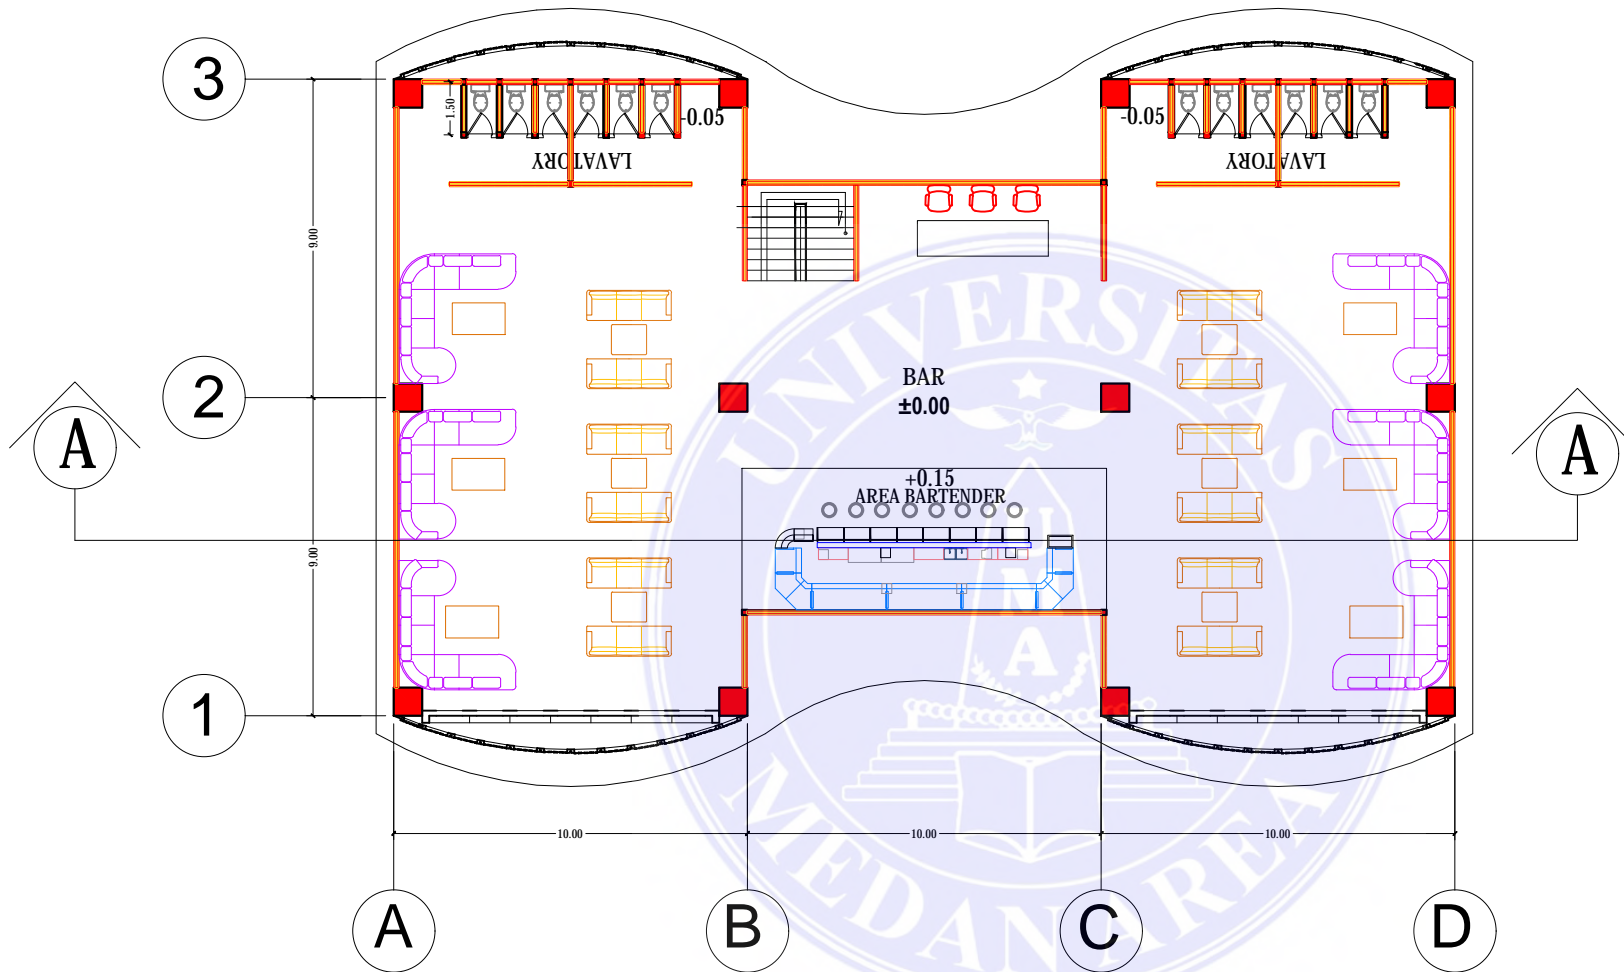 3
1.50
-0.05
-0.05
LAVATORY
LAVATORY
9.00
UNIVERSITAS
BAR
±0.00
2
A
A
+0.15
AREA BARTENDER
9.00
UMA
1
10.00
10.00
10.00
MEDAN AREA
A
B
C
D